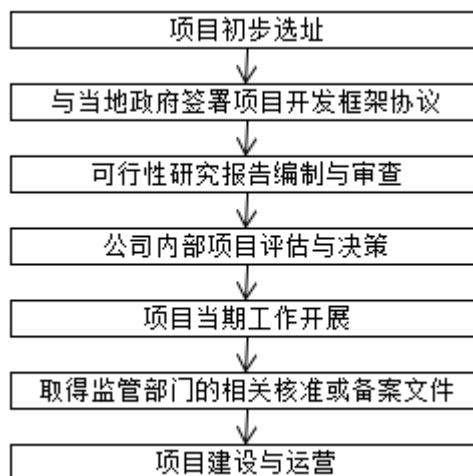 项目初步选址
与当地政府签署项目开发框架协议
可行性研究报告编制与审查
公司内部项目评估与决策
项目当期工作开展
取得监管部门的相关核准或备案文件
项目建设与运营